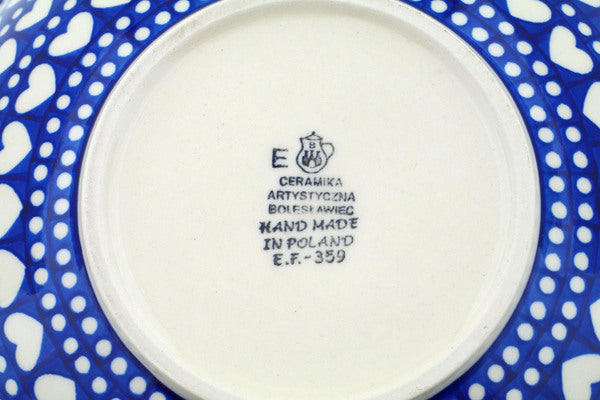 E B
CERAMIKA
ARTYSTYCZNA
BOLESŁAWIEC
HAND MADE
IN POLAND
E.F.-359